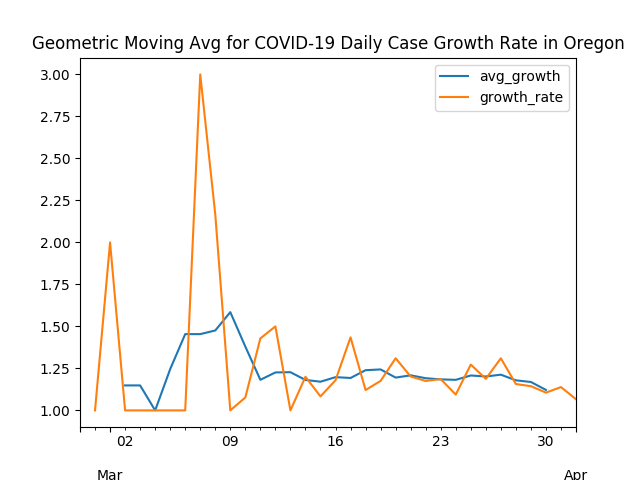 Geometric Moving Avg for COVID-19 Daily Case Growth Rate in Oregon
avg_growth
growth_rate
3.00
2.75
2.50
2.25
2.00
1.75
1.50
1.25
1.00
02 09 16 23 30
Mar Apr